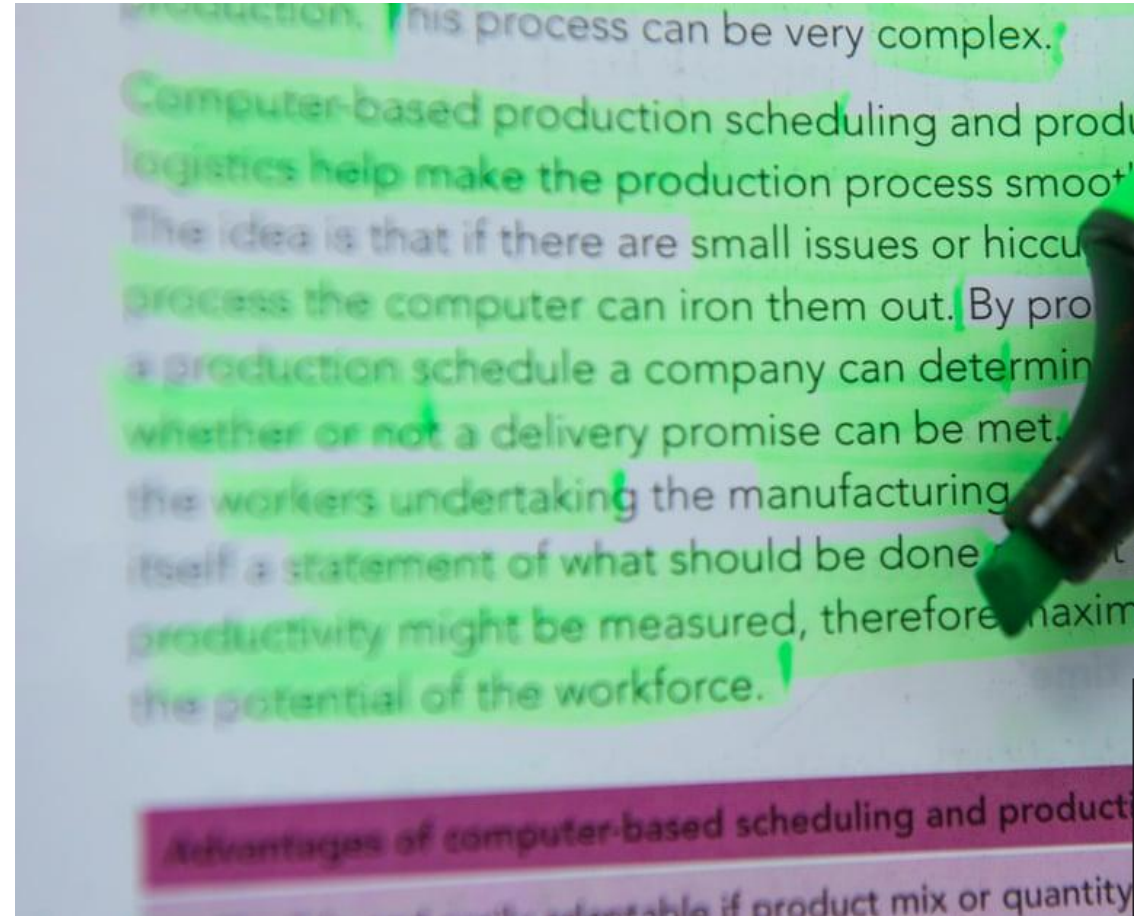 production. This process can be very complex.
Computer-based production scheduling and produ
logistics help make the production process smoot
The idea is that if there are small issues or hiccu
process the computer can iron them out. By pro
a production schedule a company can determin
whether or not a delivery promise can be met.
the workers undertaking the manufacturing
itself a statement of what should be done
productivity might be measured, therefore maxim
the potential of the workforce.
Advantages of computer-based scheduling and producti
if product mix or quantity